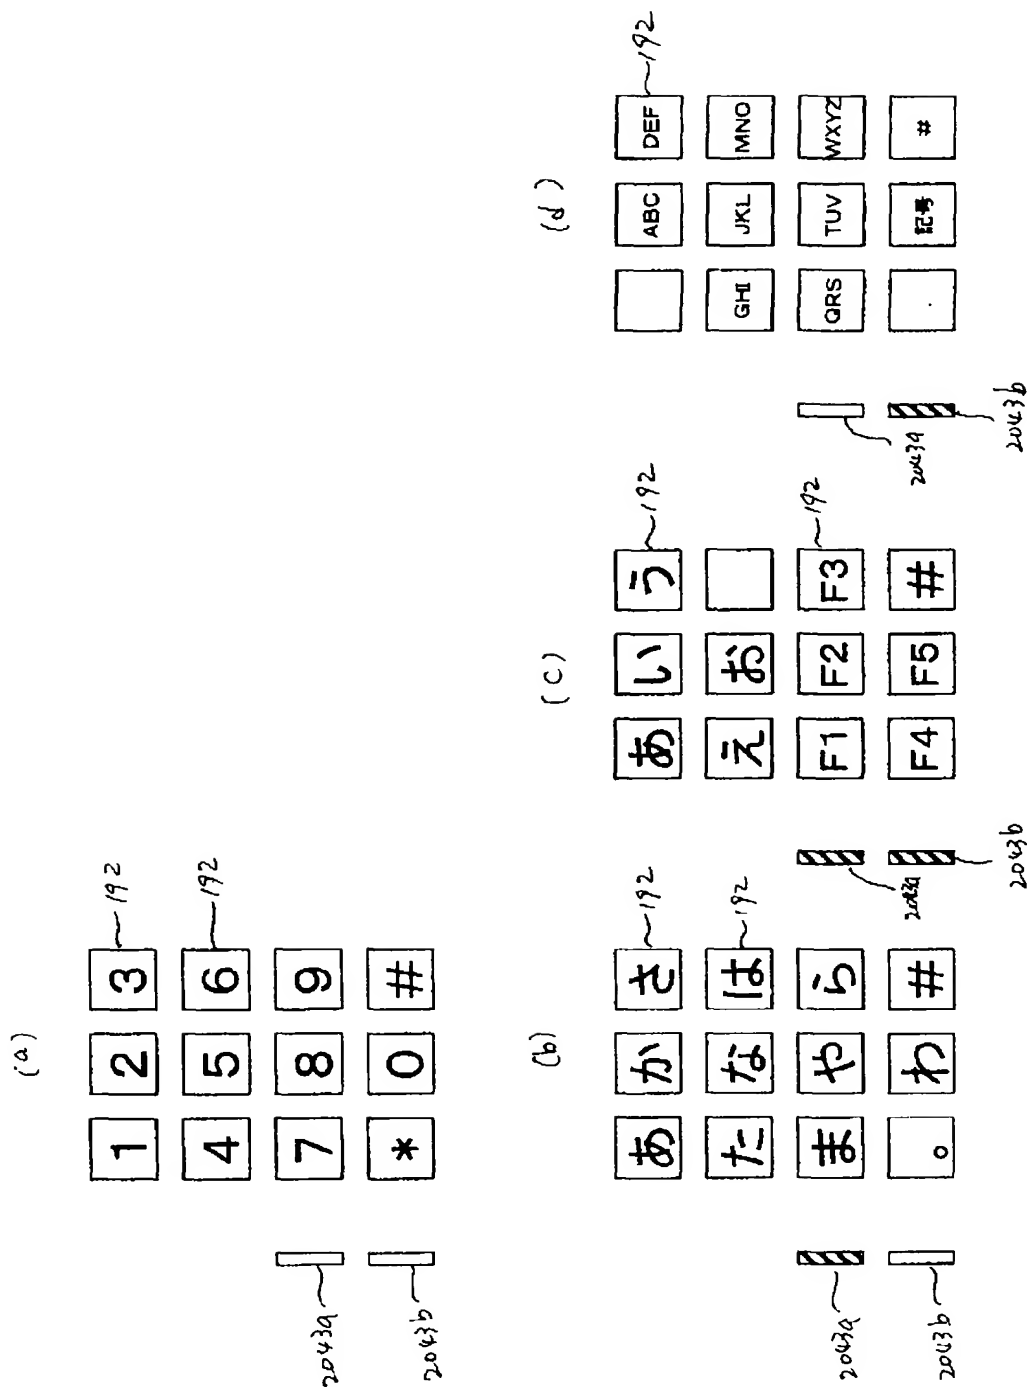 (a)
1 2 3 192
4 5 6 192
2043a 7 8 9
2043b * 0 #
(b)
あ か さ 192
た な は 192
2043a ま や ら
2043b 。 わ #
(c)
あ い う 192
え お
2043a F1 F2 F3 192
2043b F4 F5 #
(d)
ABC DEF 192
GHI JKL MNO
2043a QRS TUV WXYZ
2043b . 記号 #